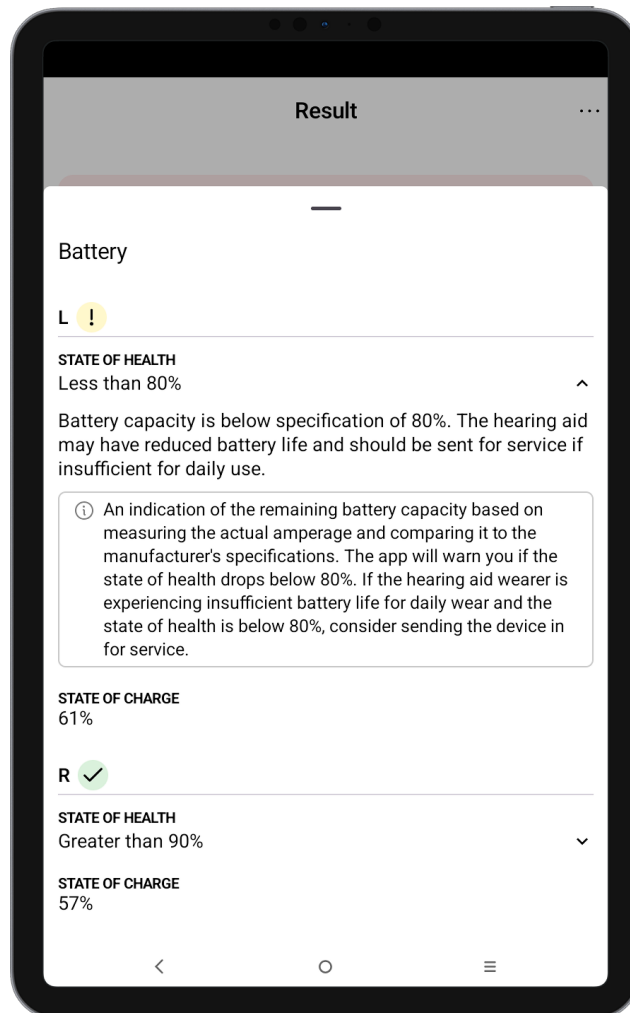 Result
Battery
L !
STATE OF HEALTH
Less than 80%
Battery capacity is below specification of 80%. The hearing aid
may have reduced battery life and should be sent for service if
insufficient for daily use.
An indication of the remaining battery capacity based on
measuring the actual amperage and comparing it to the
manufacturer's specifications. The app will warn you if the
state of health drops below 80%. If the hearing aid wearer is
experiencing insufficient battery life for daily wear and the
state of health is below 80%, consider sending the device in
for service.
STATE OF CHARGE
61%
R
STATE OF HEALTH
Greater than 90%
STATE OF CHARGE
57%